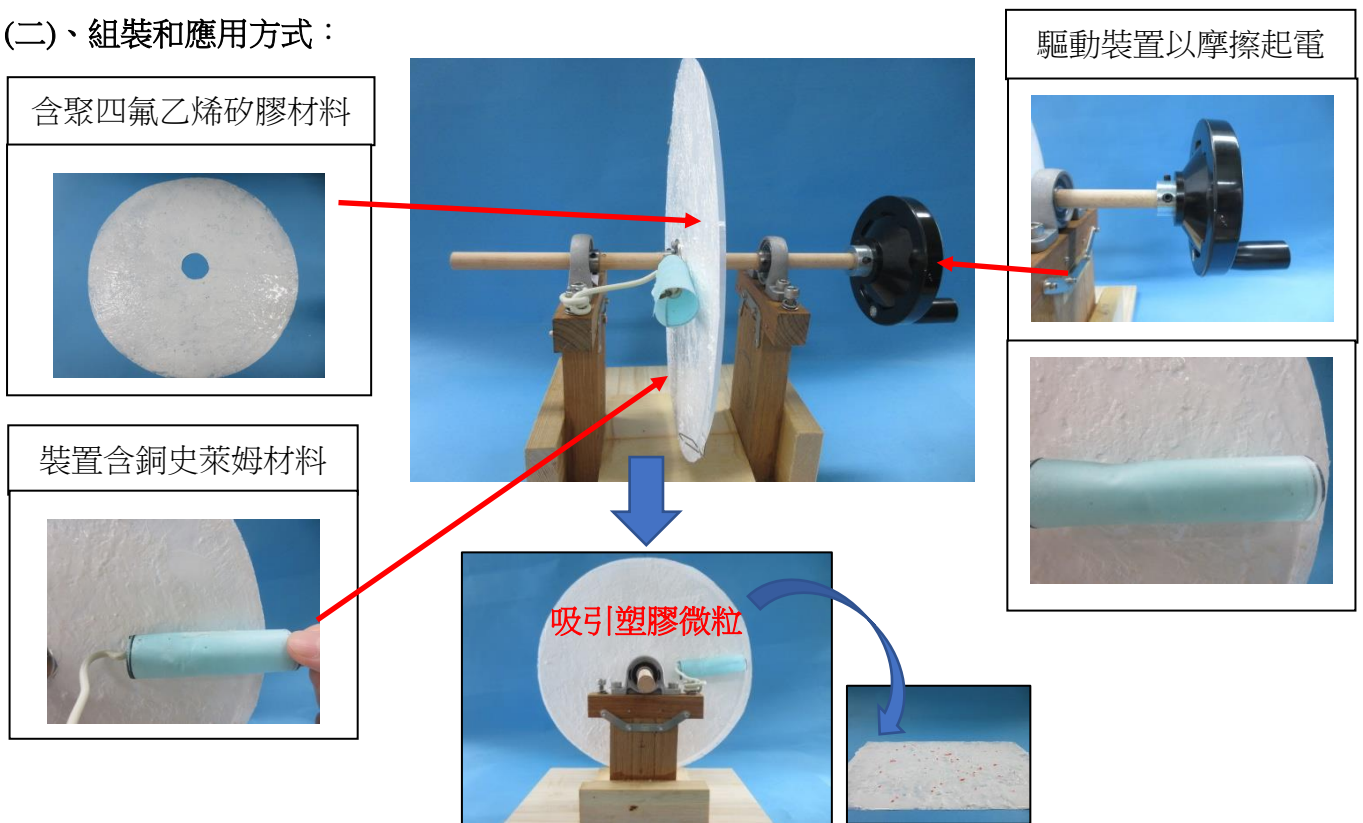 (二)、組裝和應用方式：
驅動裝置以摩擦起電
含聚四氟乙烯矽膠材料
裝置含銅史萊姆材料
吸引塑膠微粒